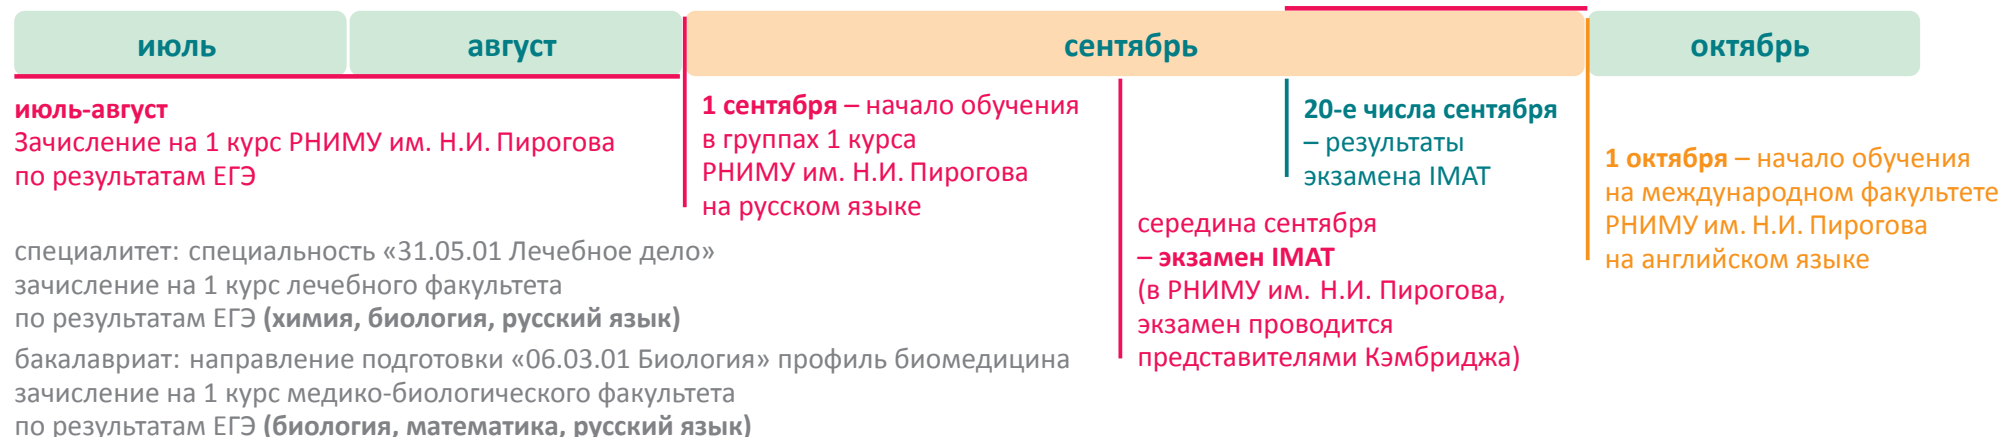 июль
август
сентябрь
октябрь
июль-август
Зачисление на 1 курс РНИМУ им. Н.И. Пирогова
по результатам ЕГЭ
1 сентября – начало обучения
в группах 1 курса
РНИМУ им. Н.И. Пирогова
на русском языке
20-е числа сентября
– результаты
экзамена IMAT
1 октября – начало обучения
на международном факультете
РНИМУ им. Н.И. Пирогова
на английском языке
середина сентября
– экзамен IMAT
(в РНИМУ им. Н.И. Пирогова,
экзамен проводится
представителями Кэмбриджа)
специалитет: специальность «31.05.01 Лечебное дело»
зачисление на 1 курс лечебного факультета
по результатам ЕГЭ (химия, биология, русский язык)
бакалавриат: направление подготовки «06.03.01 Биология» профиль биомедицина
зачисление на 1 курс медико-биологического факультета
по результатам ЕГЭ (биология, математика, русский язык)